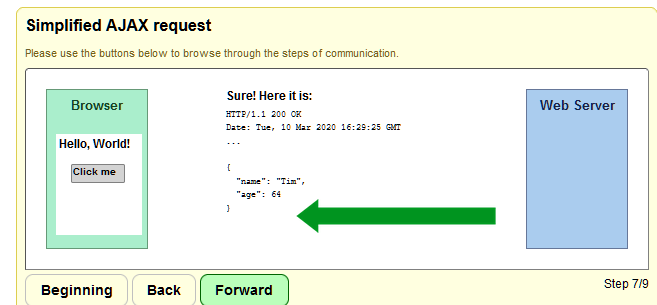 Simplified AJAX request
Please use the buttons below to browse through the steps of communication.
Browser
Hello, World!
Click me
Sure! Here it is:
HTTP/1.1 200 OK
Date: Tue, 10 Mar 2020 16:29:25 GMT
...
{
  "name": "Tim",
  "age": 64
}
Web Server
Beginning
Back
Forward
Step 7/9